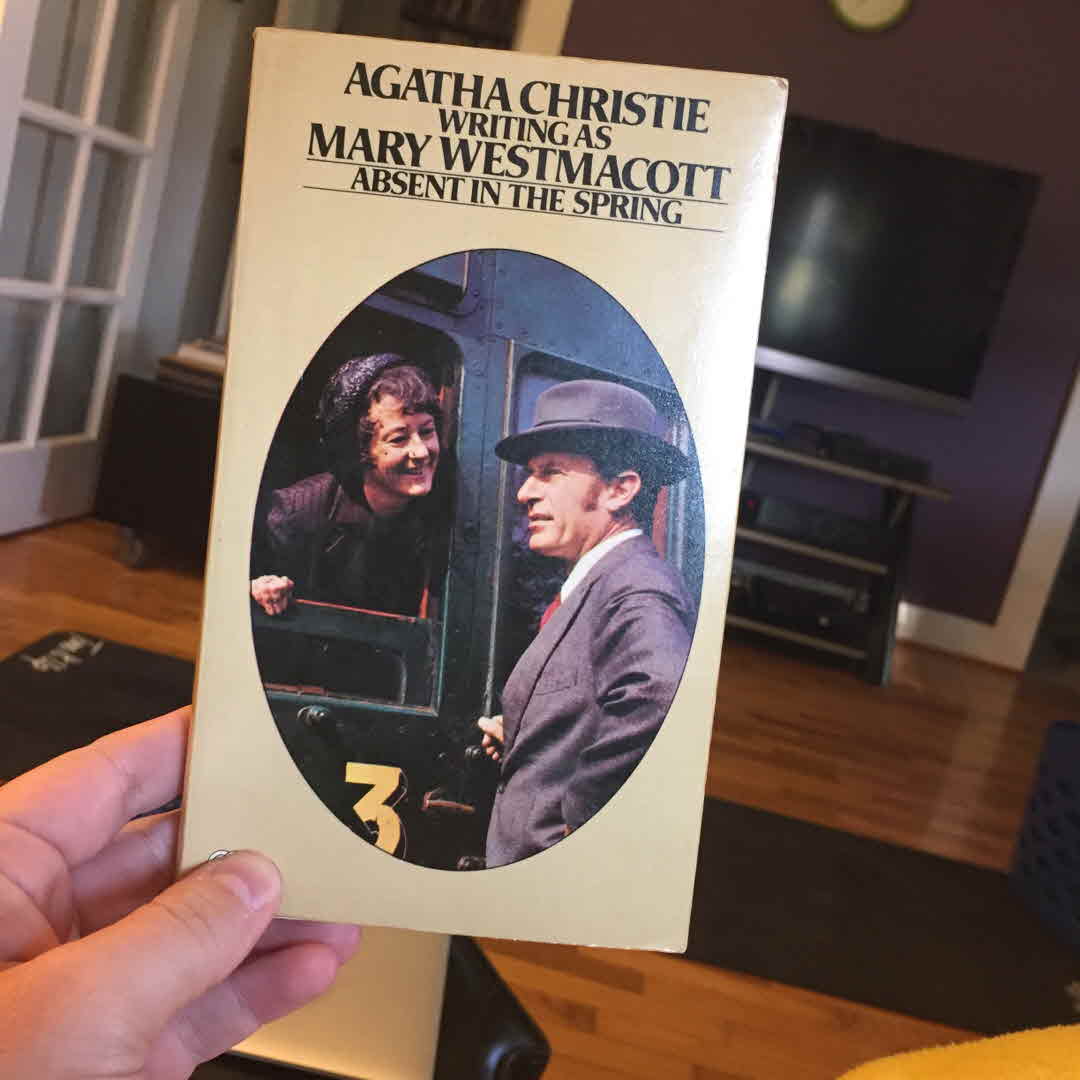 AGATHA CHRISTIE
WRITING AS
MARY WESTMACOTT
ABSENT IN THE SPRING
3